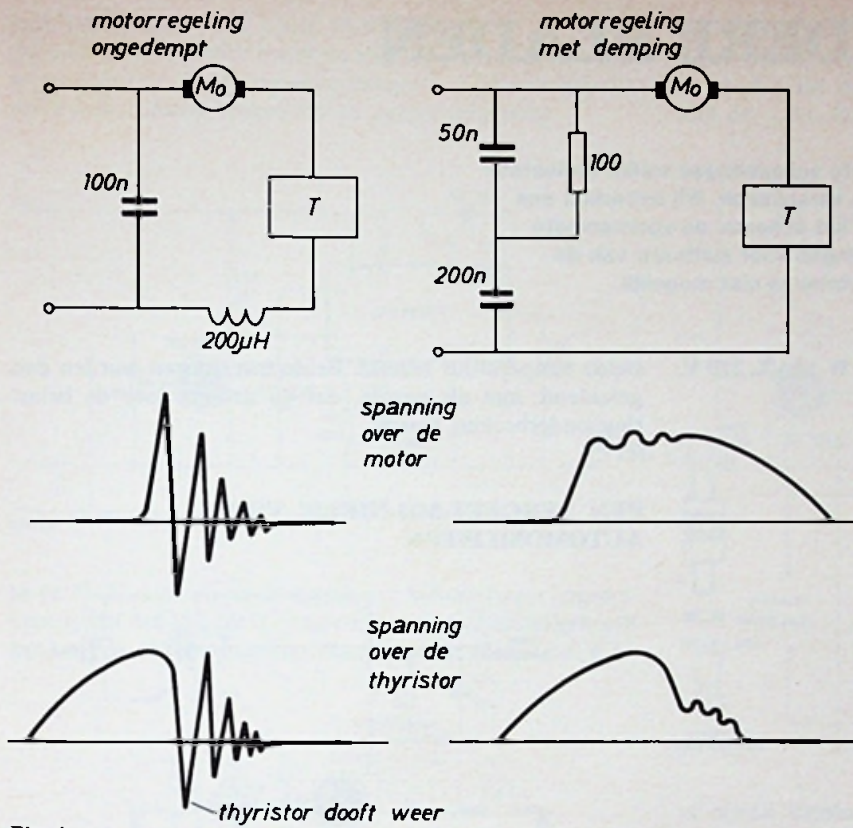 motorregeling
ongedempt
motorregeling
met demping
Mo
100n
T
200µH
Mo
50n
100
T
200n
spanning
over de
motor
spanning
over de
thyristor
thyristor dooft weer